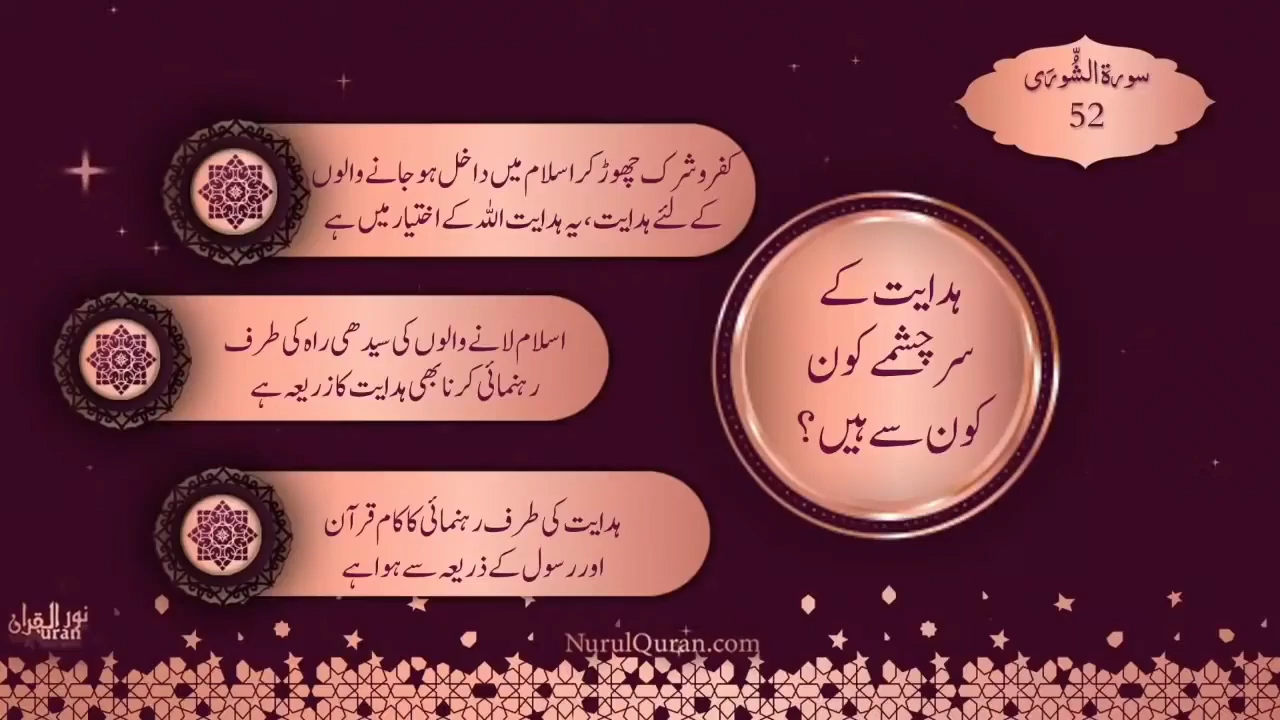 سورۃ الشُّورَی
52
ہدایت کے
سرچشمے کون
کون سے ہیں؟
کفر و شرک چھوڑ کر اسلام میں داخل ہو جانے والوں
کے لئے ہدایت، یہ ہدایت اللہ کے اختیار میں ہے
اسلام لانے والوں کی سیدھی راہ کی طرف
رہنمائی کرنا بھی ہدایت کا زریعہ ہے
ہدایت کی طرف رہنمائی کا کام قرآن
اور رسول کے ذریعہ سے ہوا ہے
نور القرآن
uran
NurulQuran.com